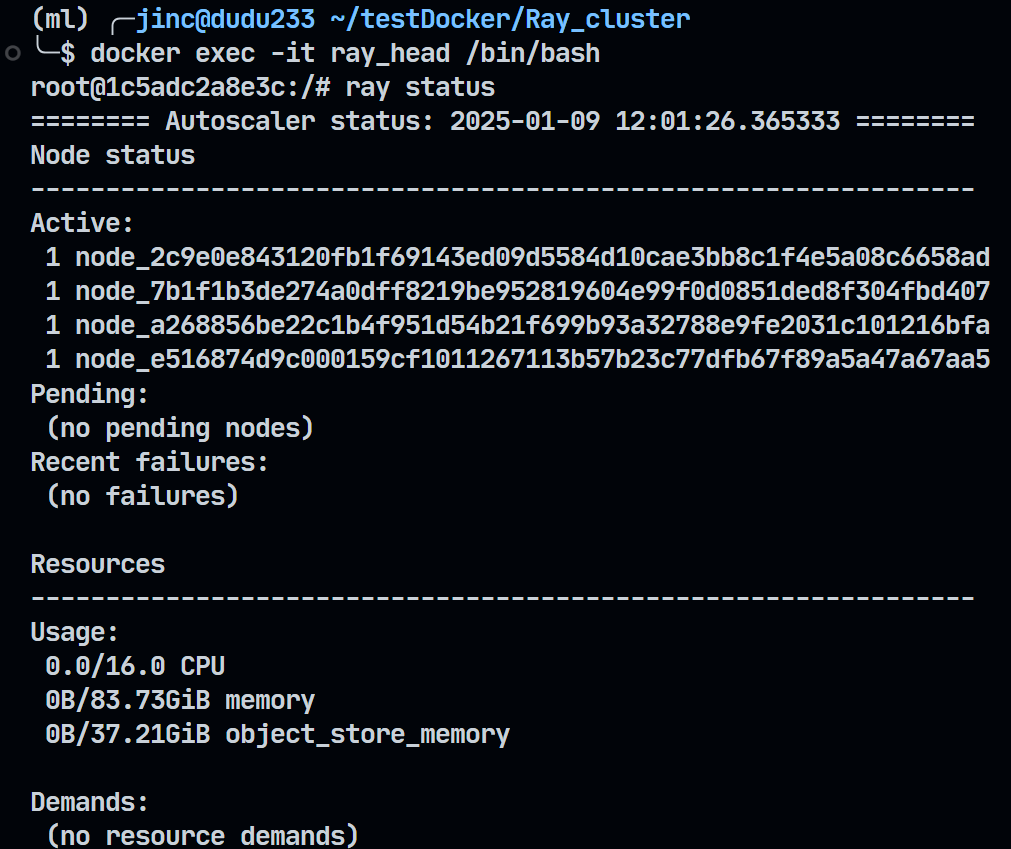 (ml) ╭─jinc@dudu233 ~/testDocker/Ray_cluster
╰─$ docker exec -it ray_head /bin/bash
root@1c5adc2a8e3c:/# ray status
======== Autoscaler status: 2025-01-09 12:01:26.365333 ========
Node status
---------------------------------------------------------------
Active:
 1 node_2c9e0e843120fb1f69143ed09d5584d10cae3bb8c1f4e5a08c6658ad
 1 node_7b1f1b3de274a0dff8219be952819604e99f0d0851ded8f304fbd407
 1 node_a268856be22c1b4f951d54b21f699b93a32788e9fe2031c101216bfa
 1 node_e516874d9c000159cf1011267113b57b23c77dfb67f89a5a47a67aa5
Pending:
 (no pending nodes)
Recent failures:
 (no failures)

Resources
---------------------------------------------------------------
Usage:
 0.0/16.0 CPU
 0B/83.73GiB memory
 0B/37.21GiB object_store_memory

Demands:
 (no resource demands)